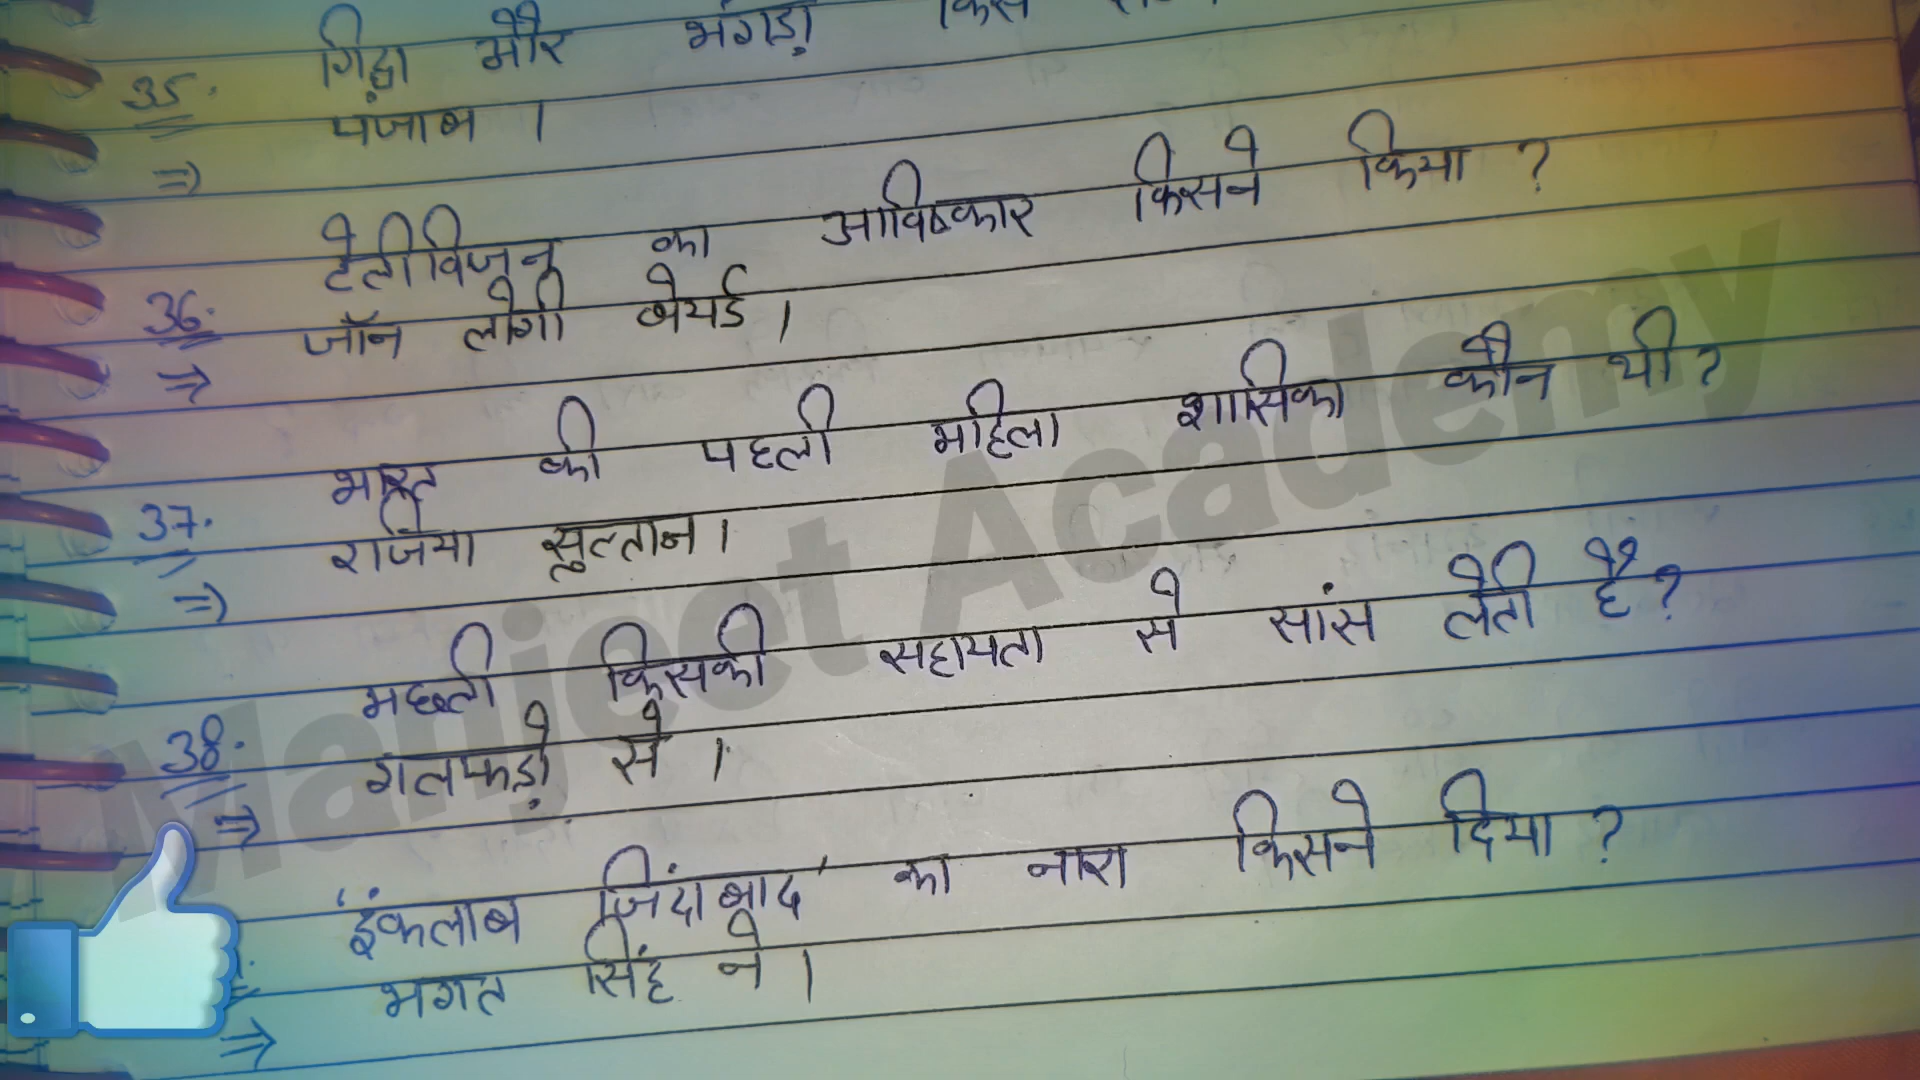 35. गिद्दा और भंगड़ा किस
=> पंजाब ।
36. टेलीविजन का आविष्कार किसने किया ?
=> जॉन लोगी बेयर्ड ।
37. भारत की पहली महिला शासिका कौन थी ?
=> रजिया सुल्तान ।
38. मछली किसकी सहायता से सांस लेती है ?
=> गलफड़ो से ।
'इंकलाब जिंदाबाद' का नारा किसने दिया ?
=> भगत सिंह ने ।
Manjeet Academy